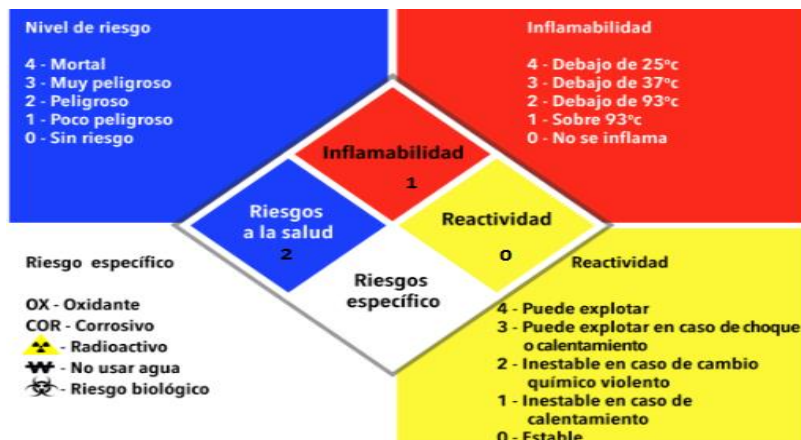 Nivel de riesgo
4 - Mortal
3 - Muy peligroso
2 - Peligroso
1 - Poco peligroso
0 - Sin riesgo
Inflamabilidad
4 - Debajo de 25ºc
3 - Debajo de 37ºc
2 - Debajo de 93ºc
1 - Sobre 93ºc
0 - No se inflama
Inflamabilidad
1
Riesgos
a la salud
2
Reactividad
0
Riesgos
específico
Riesgo específico
OX - Oxidante
COR - Corrosivo
- Radioactivo
W - No usar agua
- Riesgo biológico
Reactividad
4 - Puede explotar
3 - Puede explotar en caso de choque
o calentamiento
2 - Inestable en caso de cambio
químico violento
1 - Inestable en caso de
calentamiento
0 - Estable